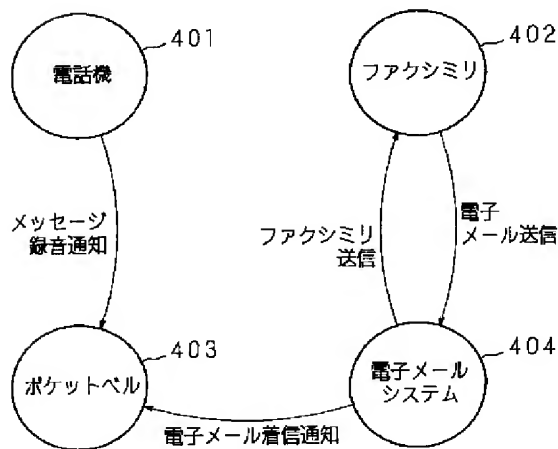 401
電話機
402
ファクシミリ
メッセージ
録音通知
ファクシミリ
送信
電子
メール送信
403
ポケットベル
404
電子メール
システム
電子メール着信通知